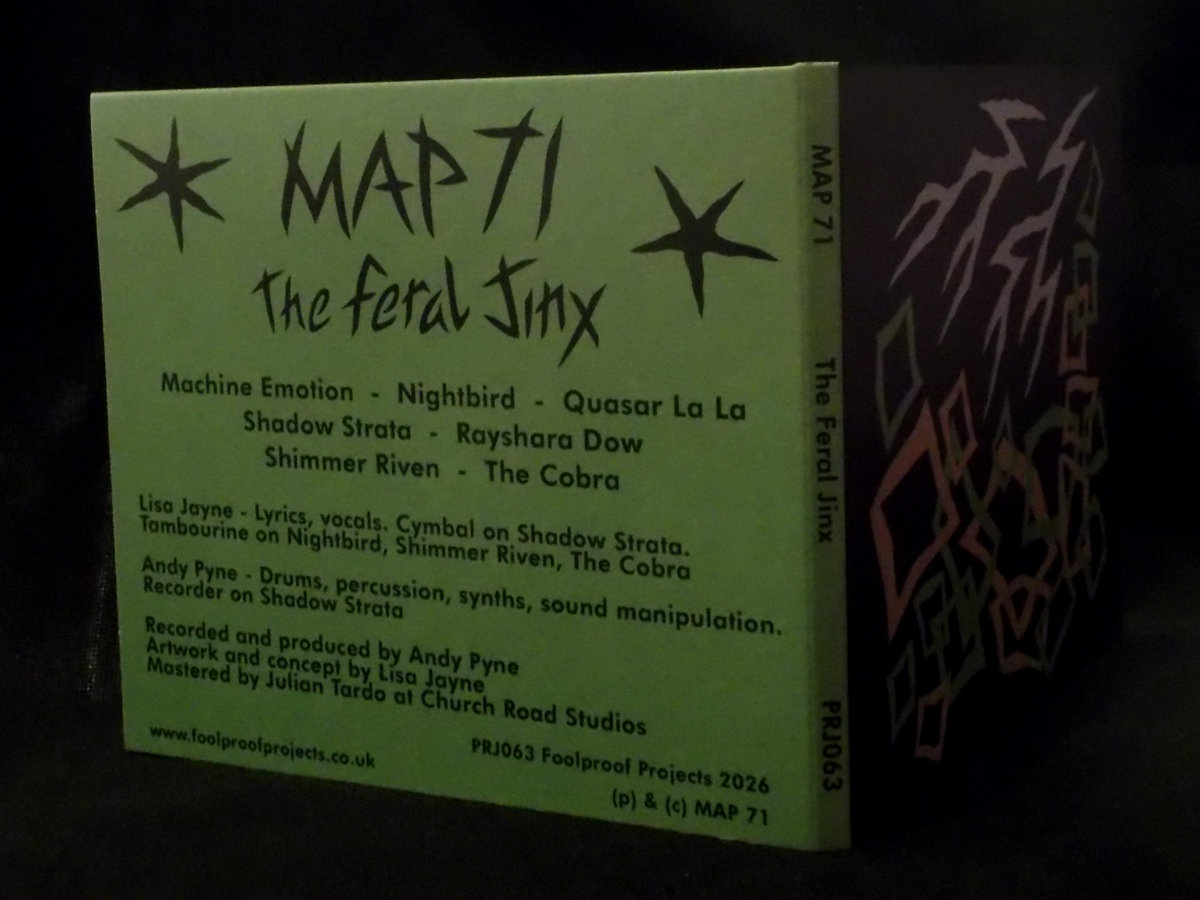 MAP 71
The Feral Jinx
Machine Emotion - Nightbird - Quasar La La
Shadow Strata - Rayshara Dow
Shimmer Riven - The Cobra
Lisa Jayne - Lyrics, vocals. Cymbal on Shadow Strata.
Tambourine on Nightbird, Shimmer Riven, The Cobra
Andy Pyne - Drums, percussion, synths, sound manipulation.
Recorder on Shadow Strata
Recorded and produced by Andy Pyne
Artwork and concept by Lisa Jayne
Mastered by Julian Tardo at Church Road Studios
www.foolproofprojects.co.uk
PRJ063 Foolproof Projects 2026
(p) & (c) MAP 71
MAP 71
The Feral Jinx
PRJ063